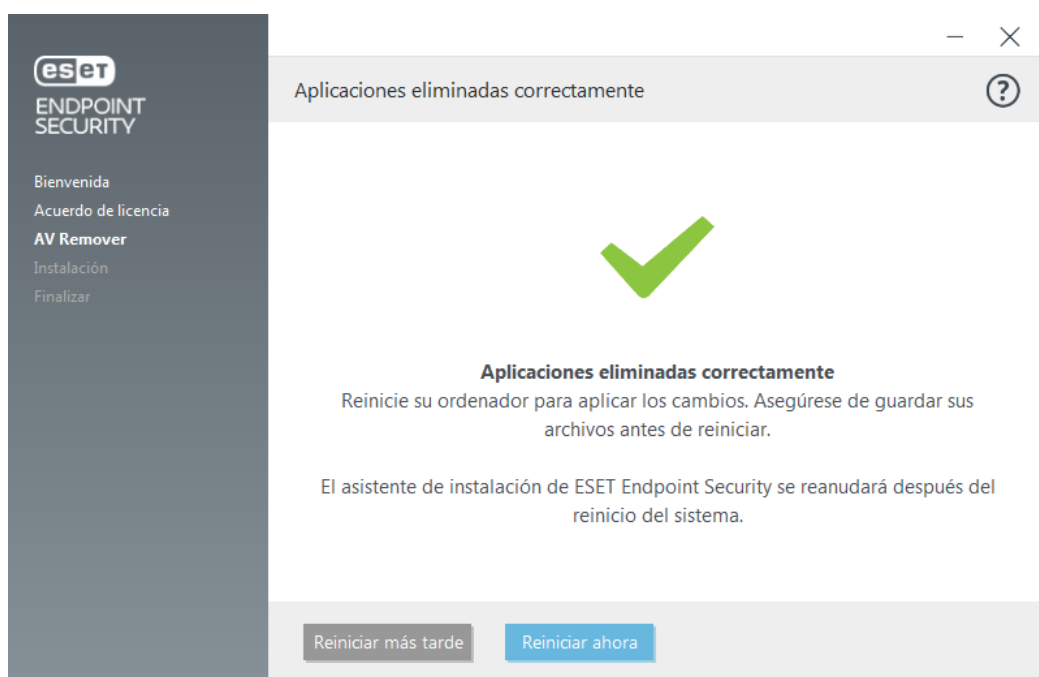 eset
ENDPOINT
SECURITY
Bienvenida
Acuerdo de licencia
AV Remover
Instalación
Finalizar
Aplicaciones eliminadas correctamente
?
Aplicaciones eliminadas correctamente
Reinicie su ordenador para aplicar los cambios. Asegúrese de guardar sus
archivos antes de reiniciar.
El asistente de instalación de ESET Endpoint Security se reanudará después del
reinicio del sistema.
Reiniciar más tarde
Reiniciar ahora